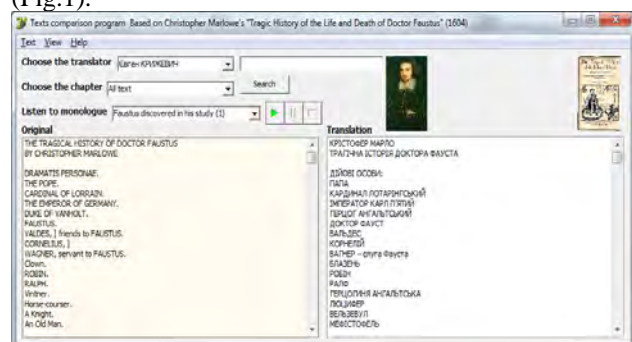 (Fig.1).
Texts comparison program Based on Christopher Marlowe's "Tragic History of the Life and Death of Doctor Faustus" (1604)
Text View Help
Choose the translator Євген КРИЖЕВИЧ
Choose the chapter All text
Search
Listen to monologue Faustus discovered in his study (1)
Original
THE TRAGICAL HISTORY OF DOCTOR FAUSTUS
BY CHRISTOPHER MARLOWE
DRAMATIS PERSONAE.
THE POPE.
CARDINAL OF LORRAIN.
THE EMPEROR OF GERMANY.
DUKE OF VANHOLT.
FAUSTUS.
VALDES, ] friends to FAUSTUS.
CORNELIUS, ]
WAGNER, servant to FAUSTUS.
Clown.
ROBIN.
RALPH.
Vintner.
Horse-courser.
A Knight.
An Old Man.
Translation
КРІСТОФЕР МАРЛО
ТРАГІЧНА ІСТОРІЯ ДОКТОРА ФАУСТА
ДІЙОВІ ОСОБИ:
ПАПА
КАРДИНАЛ ЛОТАРІНГСЬКИЙ
ІМПЕРАТОР КАРЛ П'ЯТИЙ
ГЕРЦОГ АНГАЛЬТСЬКИЙ
ДОКТОР ФАУСТ
ВАЛЬДЕС
КОРНЕЛІЙ
ВАГНЕР – слуга Фауста
БЛАЗЕНЬ
РОБІН
РАЛФ
ГЕРЦОГИНЯ АНГАЛЬТСЬКА
ЛЮЦИФЕР
ВЕЛЬЗЕВУЛ
МЕФІСТОФЕЛЬ